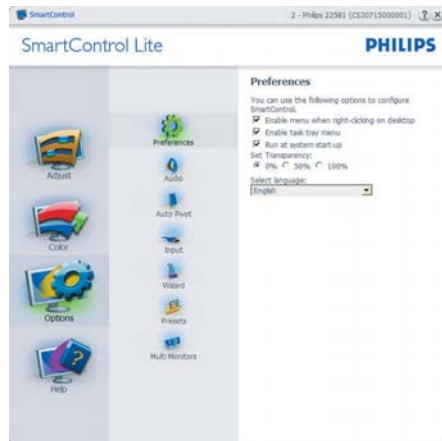 SmartControl
2 - Philips 225B1 (CS30715000001)
SmartControl Lite
PHILIPS
Adjust
Color
Options
Help
Preferences
Audio
Auto Pivot
Input
Wizard
Presets
Multi Monitors
Preferences
You can use the following options to configure
SmartControl.
Enable menu when right-clicking on desktop
Enable task tray menu
Run at system start-up
Set Transparency:
0% 50% 100%
Select language:
English